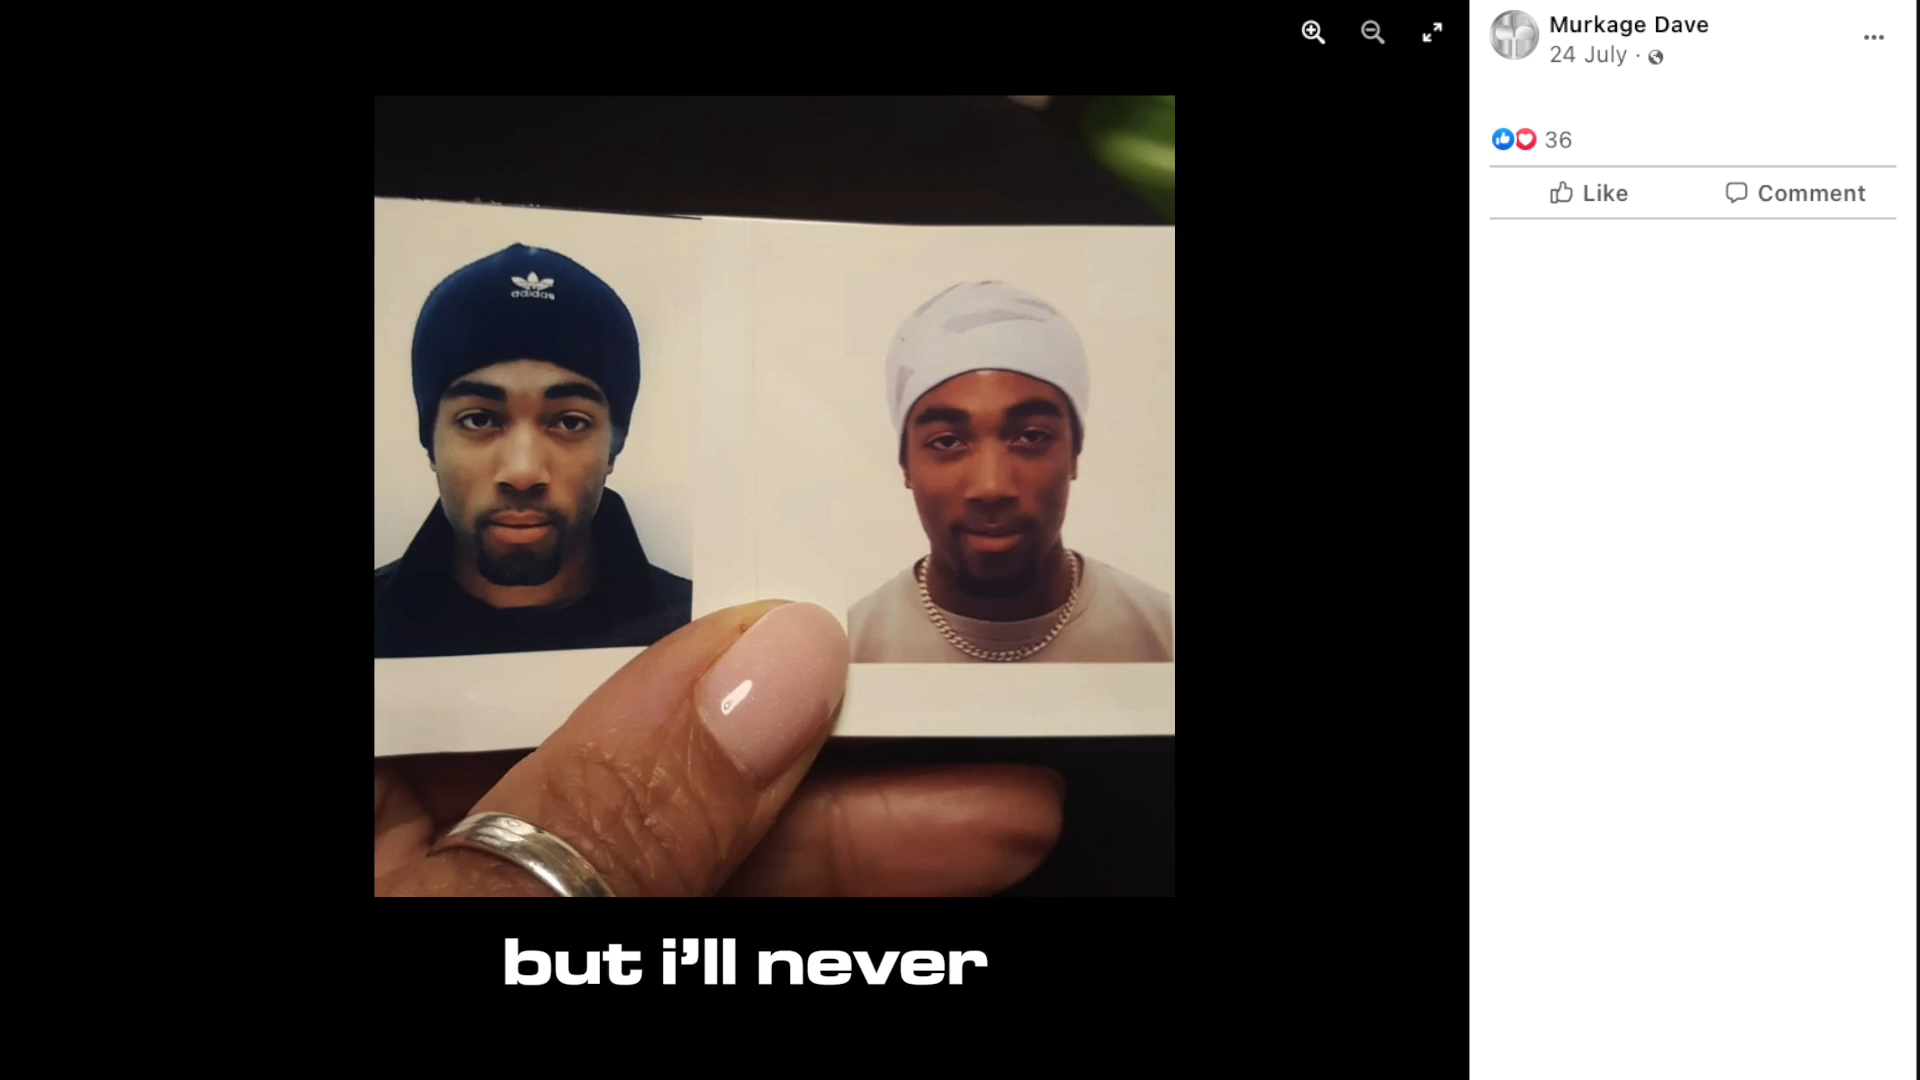 Murkage Dave
24 July ·
adidas
36
Like
Comment
but i’ll never